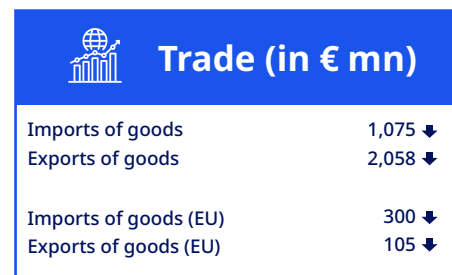 Trade (in € mn)
Imports of goods 1,075
Exports of goods 2,058
Imports of goods (EU) 300
Exports of goods (EU) 105